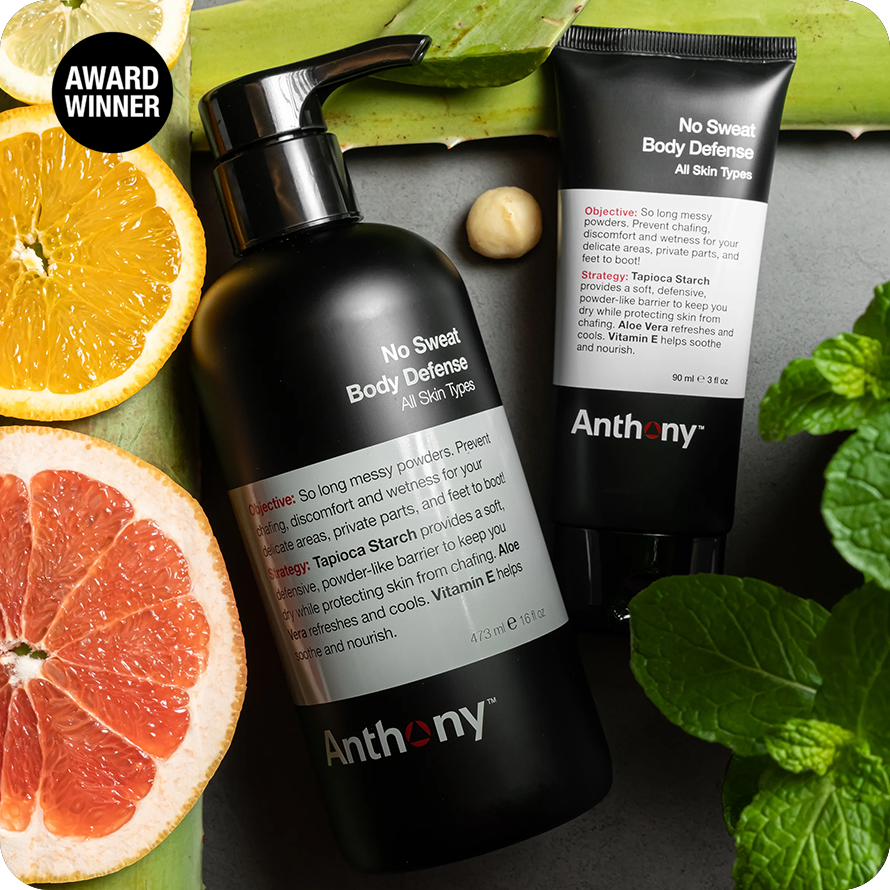 AWARD
WINNER
No Sweat
Body Defense
All Skin Types
Objective: So long messy powders. Prevent
chafing, discomfort and wetness for your
delicate areas, private parts, and feet to boot!
Strategy: Tapioca Starch provides a soft,
defensive, powder-like barrier to keep you
dry while protecting skin from chafing. Aloe
Vera refreshes and cools. Vitamin E helps
soothe and nourish.
473 ml ℮ 16 fl oz
Anthony™
No Sweat
Body Defense
All Skin Types
Objective: So long messy
powders. Prevent chafing,
discomfort and wetness for your
delicate areas, private parts, and
feet to boot!
Strategy: Tapioca Starch
provides a soft, defensive,
powder-like barrier to keep you
dry while protecting skin from
chafing. Aloe Vera refreshes and
cools. Vitamin E helps soothe
and nourish.
90 ml ℮ 3 fl oz
Anthony™